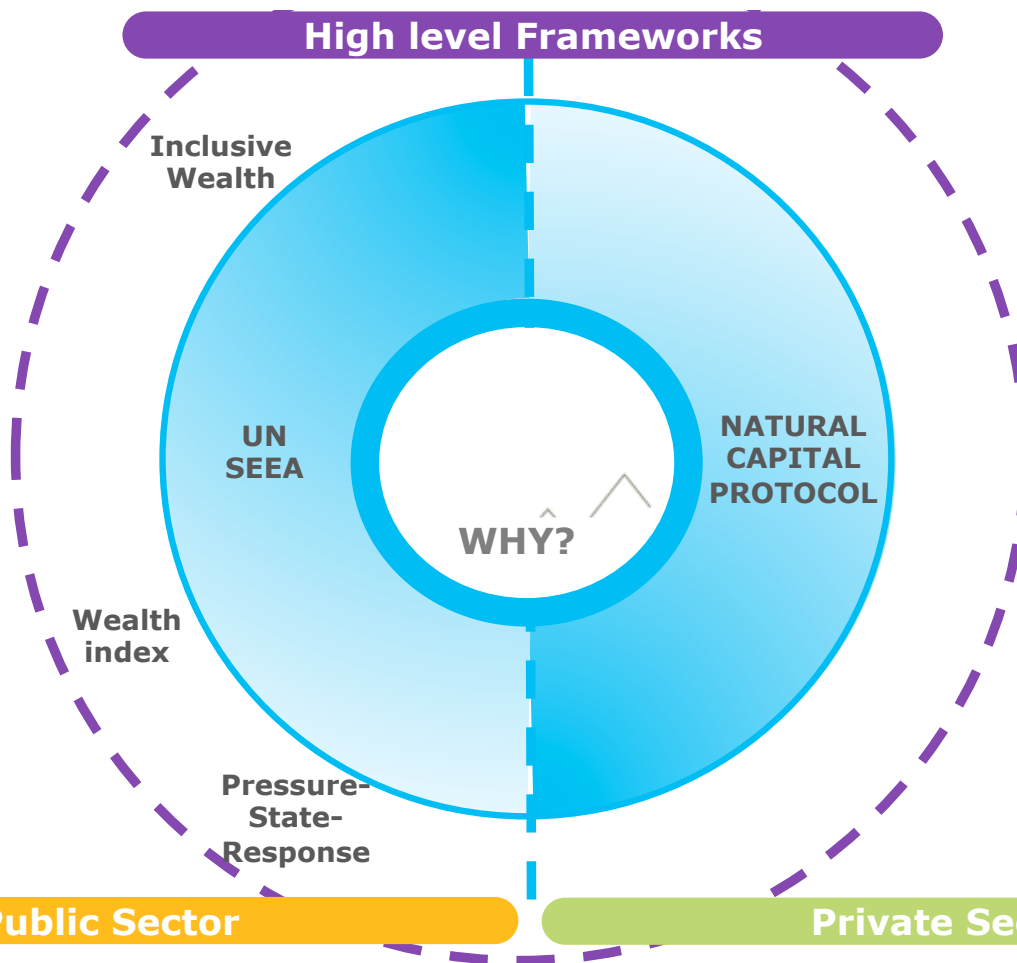 High level Frameworks
Inclusive
Wealth
UN
SEEA
NATURAL
CAPITAL
PROTOCOL
WHY?
Wealth
index
Pressure-
State-
Response
Public Sector
Private Sec